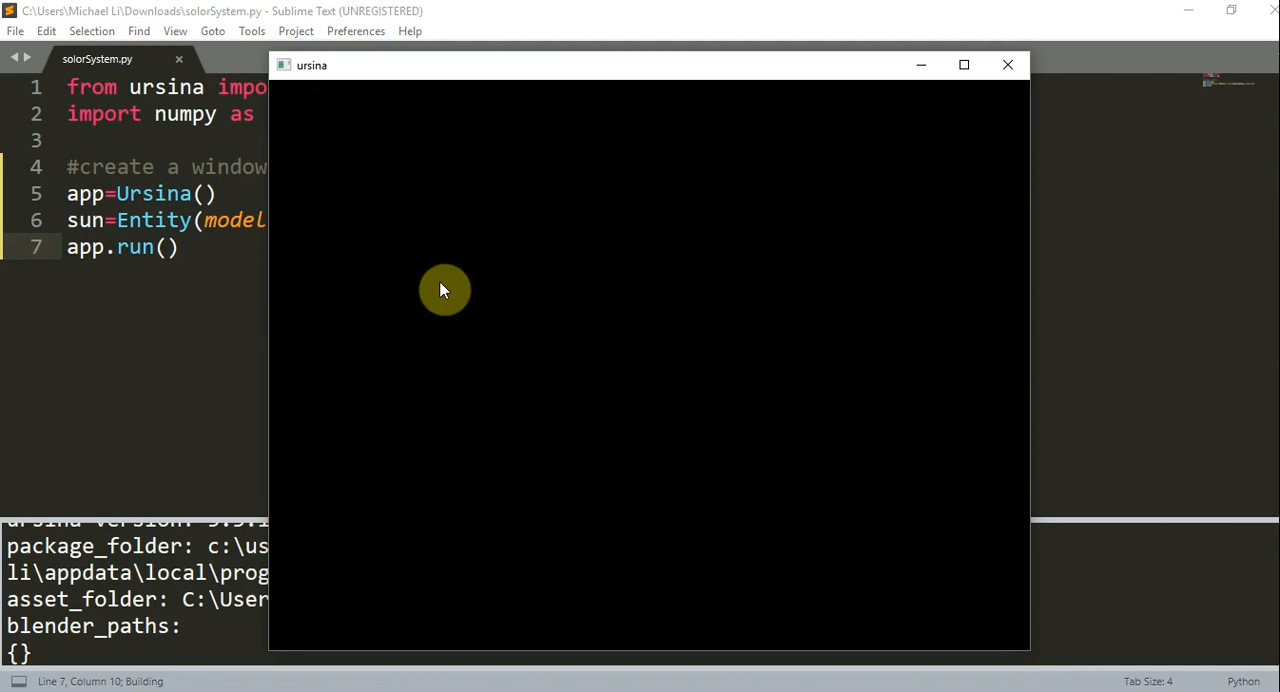 C:\Users\Michael Li\Downloads\solorSystem.py - Sublime Text (UNREGISTERED)
File Edit Selection Find View Goto Tools Project Preferences Help
solorSystem.py
ursina
1 from ursina impo
2 import numpy as
3
4 #create a window
5 app=Ursina()
6 sun=Entity(model
7 app.run()
package_folder: c:\us
li\appdata\local\prog
asset_folder: C:\User
blender_paths:
{}
Line 7, Column 10; Building
Tab Size: 4
Python